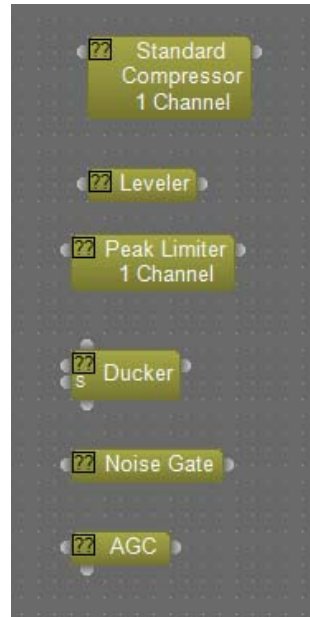 ?? Standard
Compressor
1 Channel
?? Leveler
?? Peak Limiter
1 Channel
?? Ducker
S
?? Noise Gate
?? AGC